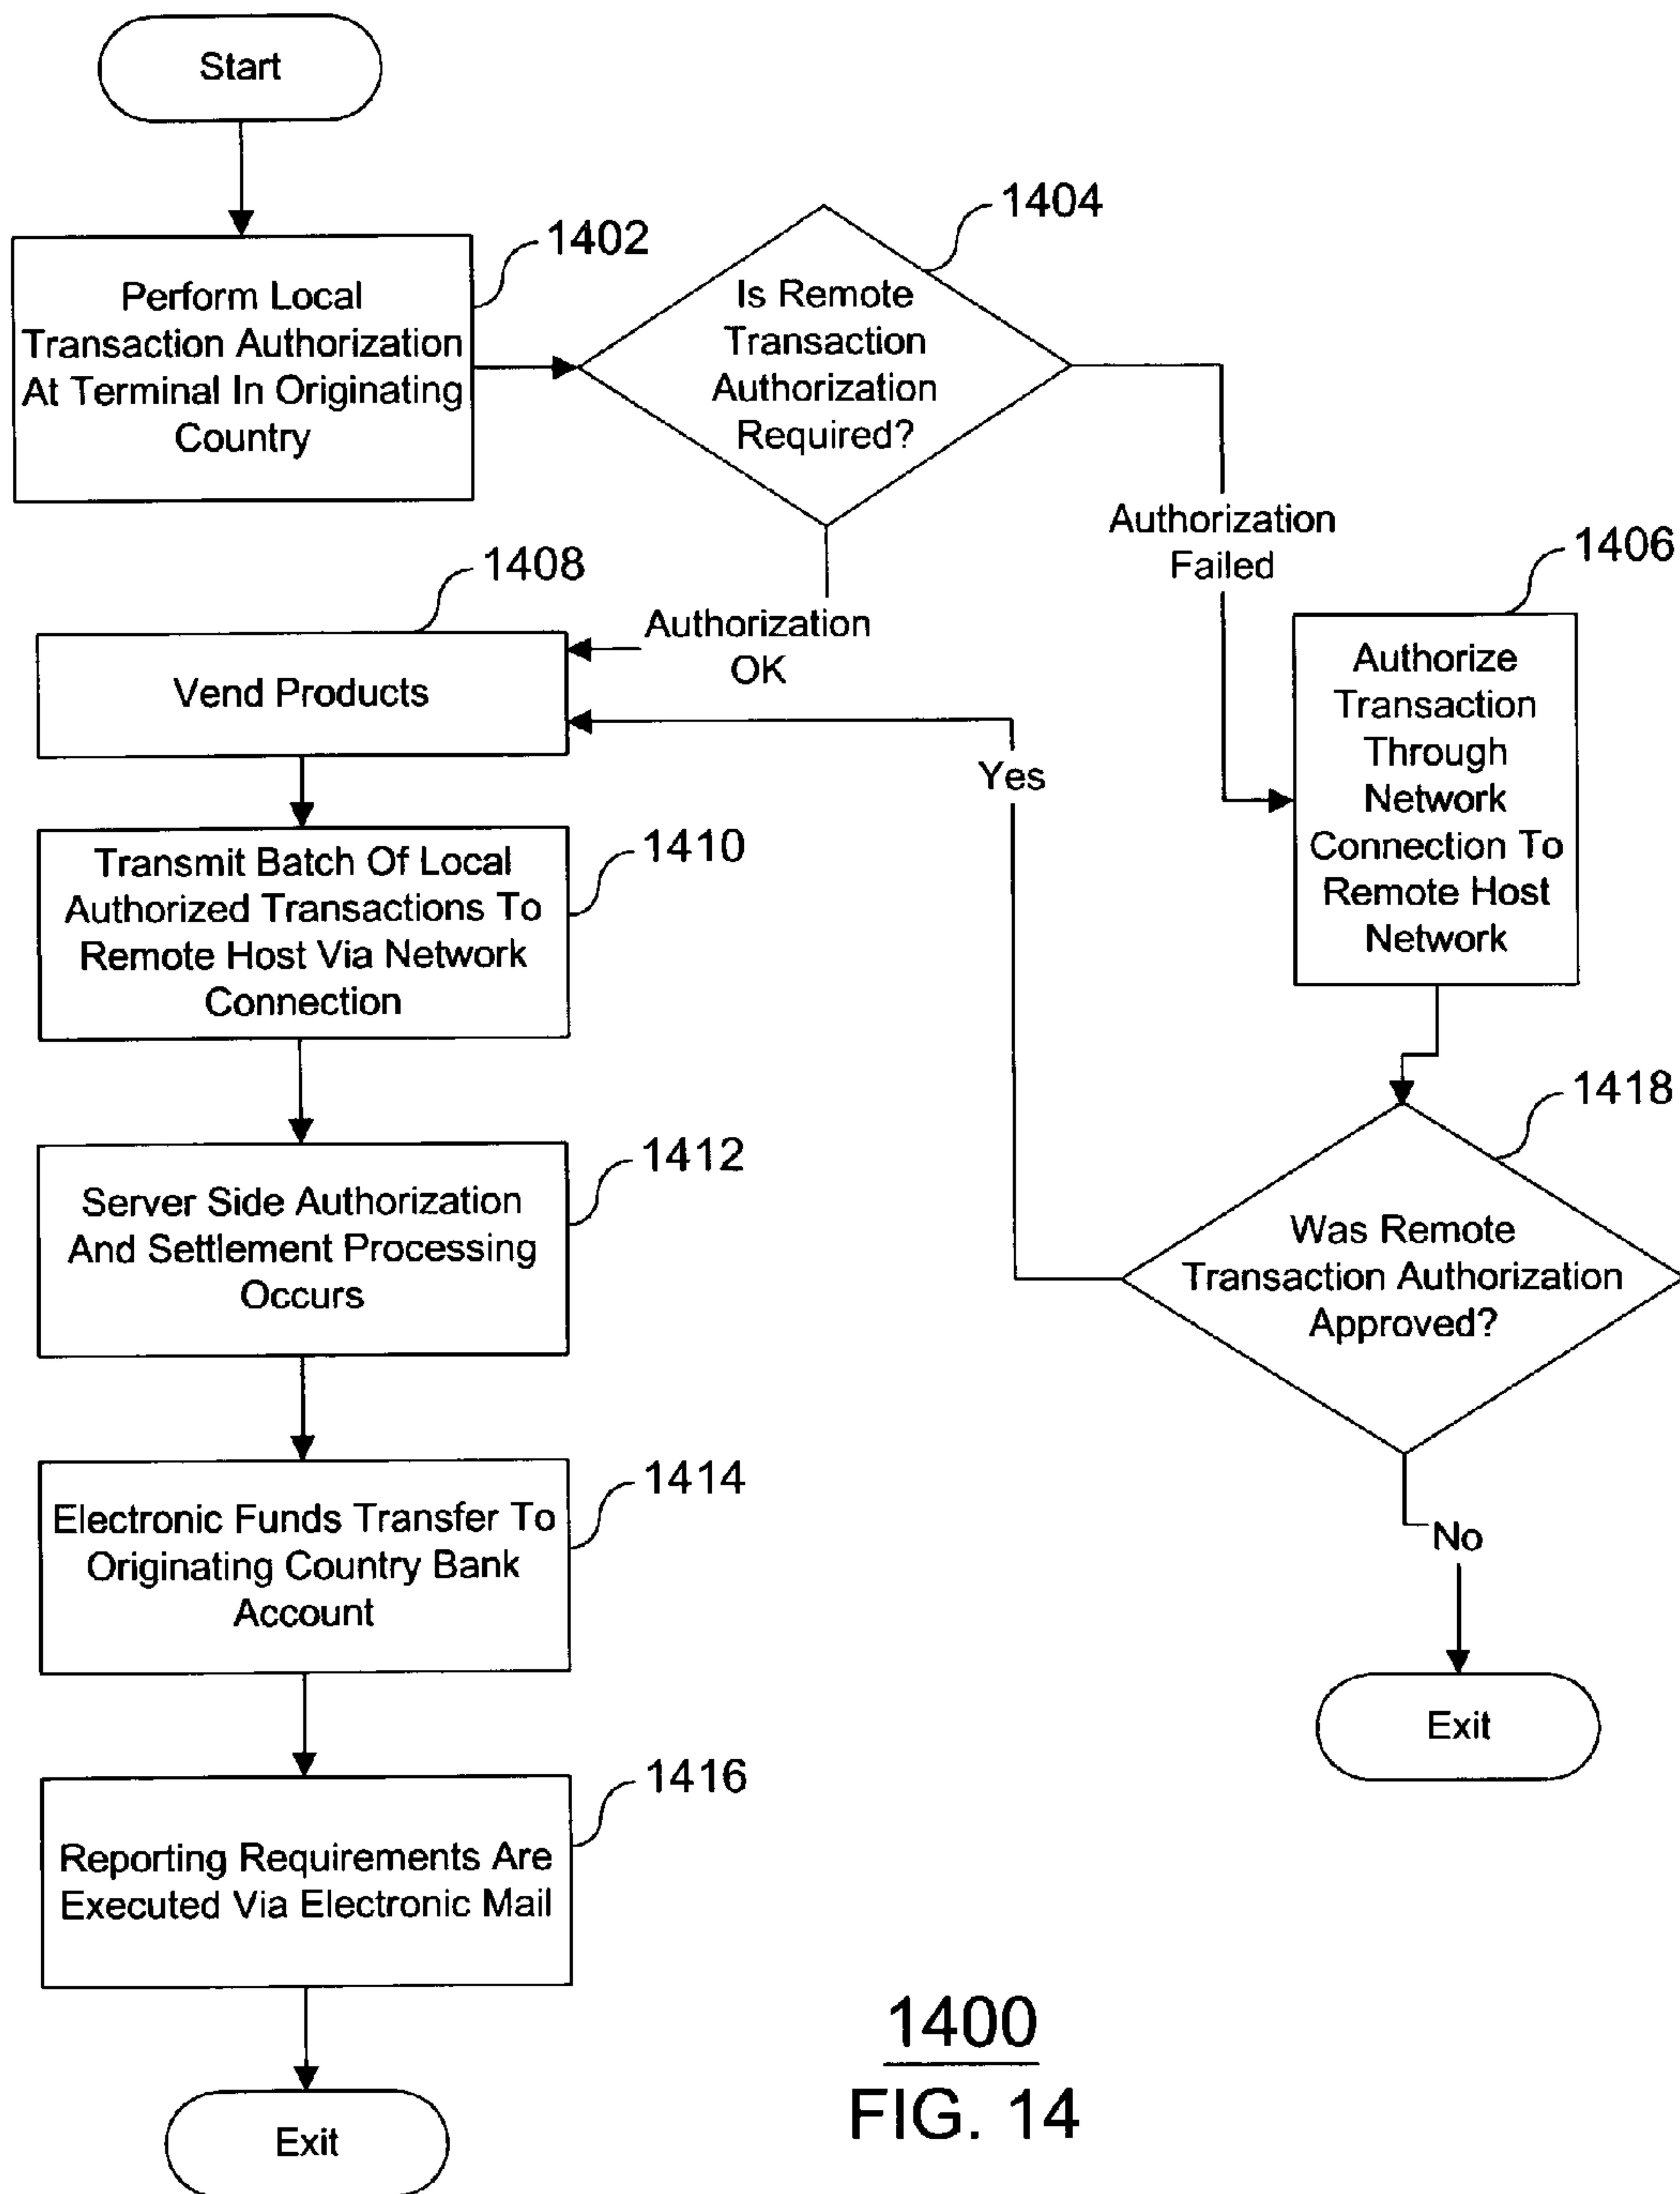 Start
1402
Perform Local
Transaction Authorization
At Terminal In Originating
Country
1404
Is Remote
Transaction
Authorization
Required?
Authorization
Failed
1406
Authorize
Transaction
Through
Network
Connection To
Remote Host
Network
1408
Authorization
OK
Vend Products
Yes
1410
Transmit Batch Of Local
Authorized Transactions To
Remote Host Via Network
Connection
1418
Was Remote
Transaction Authorization
Approved?
1412
Server Side Authorization
And Settlement Processing
Occurs
1414
Electronic Funds Transfer To
Originating Country Bank
Account
No
Exit
1416
Reporting Requirements Are
Executed Via Electronic Mail
Exit
1400
FIG. 14